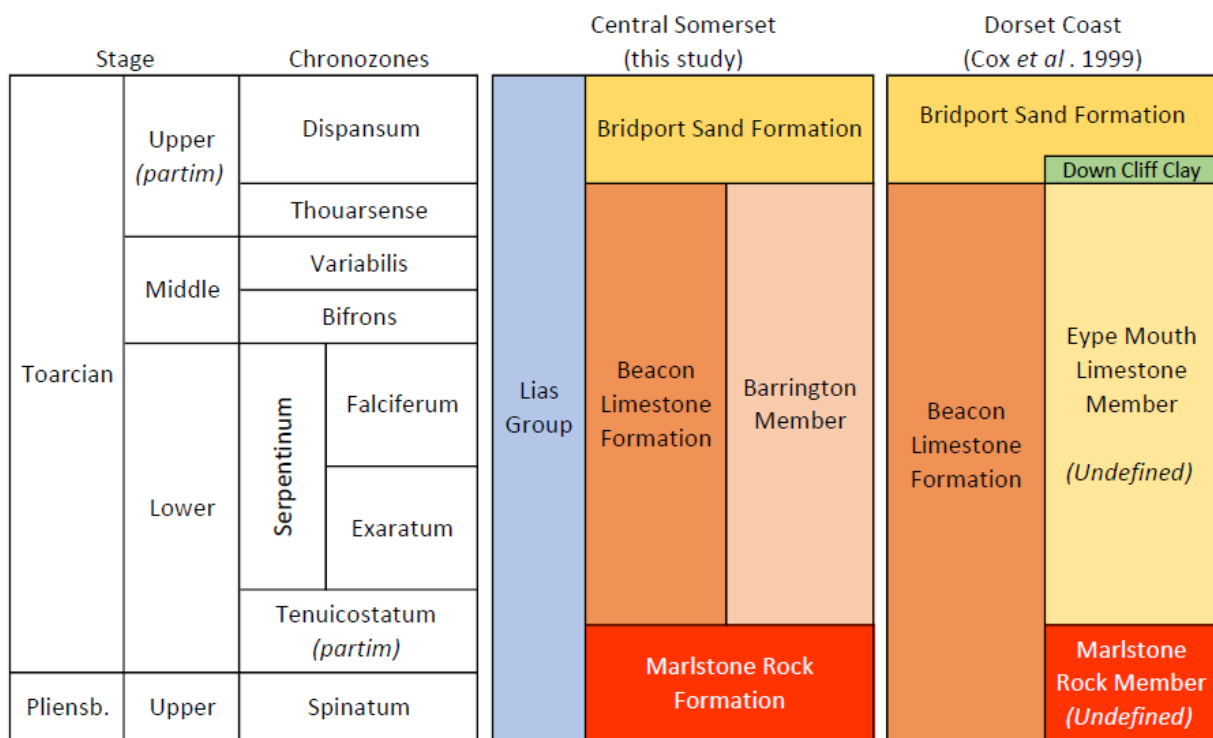 Central Somerset
(this study)
Dorset Coast
(Cox et al . 1999)
Stage
Chronozones
Toarcian
Pliensb.
Upper
(partim)
Middle
Lower
Upper
Dispansum
Thouarsense
Variabilis
Bifrons
Serpentinum
Falciferum
Exaratum
Tenuicostatum
(partim)
Spinatum
Lias
Group
Bridport Sand Formation
Beacon
Limestone
Formation
Barrington
Member
Marlstone Rock
Formation
Bridport Sand Formation
Down Cliff Clay
Beacon
Limestone
Formation
Eype Mouth
Limestone
Member
(Undefined)
Marlstone
Rock Member
(Undefined)